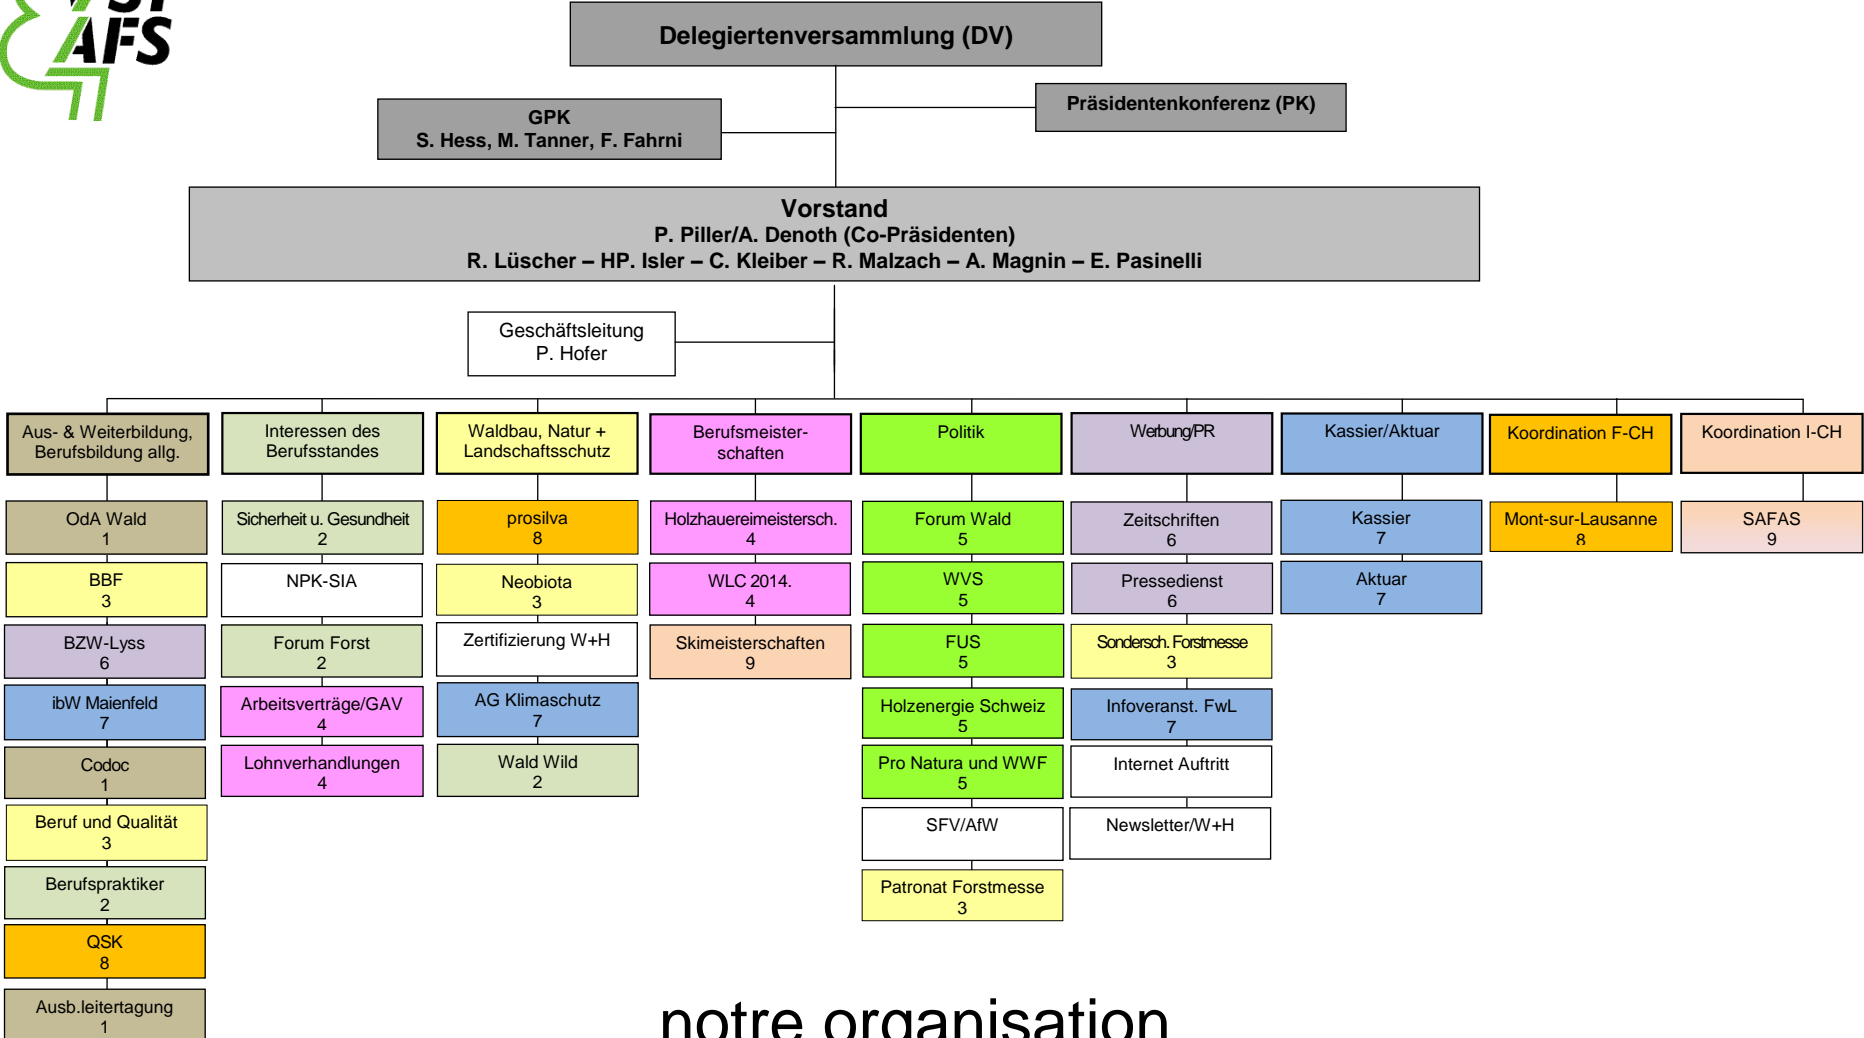 AFS
Delegiertenversammlung (DV)
Präsidentenkonferenz (PK)
GPK
S. Hess, M. Tanner, F. Fahrni
Vorstand
P. Piller/A. Denoth (Co-Präsidenten)
R. Lüscher – HP. Isler – C. Kleiber – R. Malzach – A. Magnin – E. Pasinelli
Geschäftsleitung
P. Hofer
Aus- & Weiterbildung,
Berufsbildung allg.
OdA Wald
1
BBF
3
BZW-Lyss
6
ibW Maienfeld
7
Codoc
1
Beruf und Qualität
3
Berufspraktiker
2
QSK
8
Ausb.leitertagung
1
Interessen des
Berufsstandes
Sicherheit u. Gesundheit
2
NPK-SIA
Forum Forst
2
Arbeitsverträge/GAV
4
Lohnverhandlungen
4
Waldbau, Natur +
Landschaftsschutz
prosilva
8
Neobiota
3
Zertifizierung W+H
AG Klimaschutz
7
Wald Wild
2
Berufsmeister-
schaften
Holzhauereimeistersch.
4
WLC 2014.
4
Skimeisterschaften
9
Politik
Forum Wald
5
WVS
5
FUS
5
Holzenergie Schweiz
5
Pro Natura und WWF
5
SFV/AfW
Patronat Forstmesse
3
Werbung/PR
Zeitschriften
6
Pressedienst
6
Sondersch. Forstmesse
3
Infoveranst. FwL
7
Internet Auftritt
Newsletter/W+H
Kassier/Aktuar
Kassier
7
Aktuar
7
Koordination F-CH
Mont-sur-Lausanne
8
Koordination I-CH
SAFAS
9
notre organisation